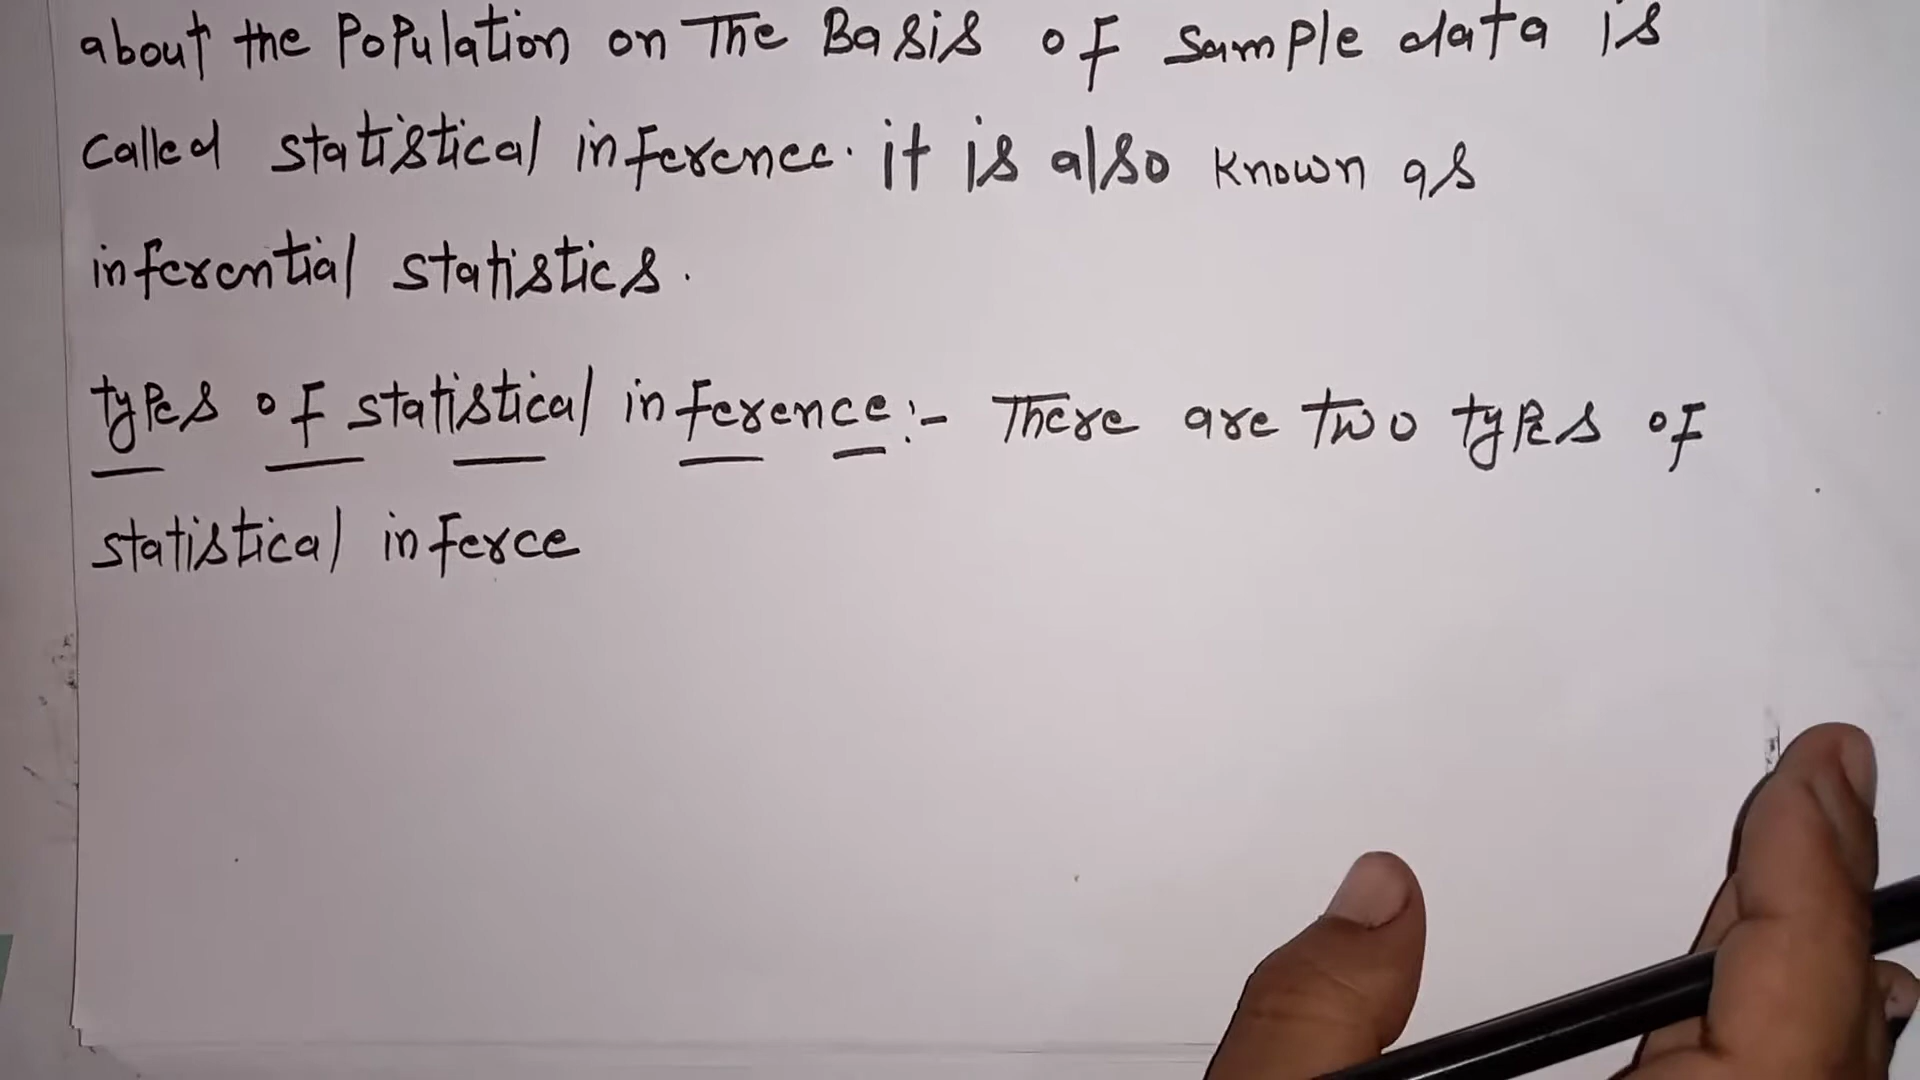 about the Population on The Basis of sample data is
called statistical inference. it is also known as
inferential statistics.
types of statistical inference:- There are two types of
statistical inferce